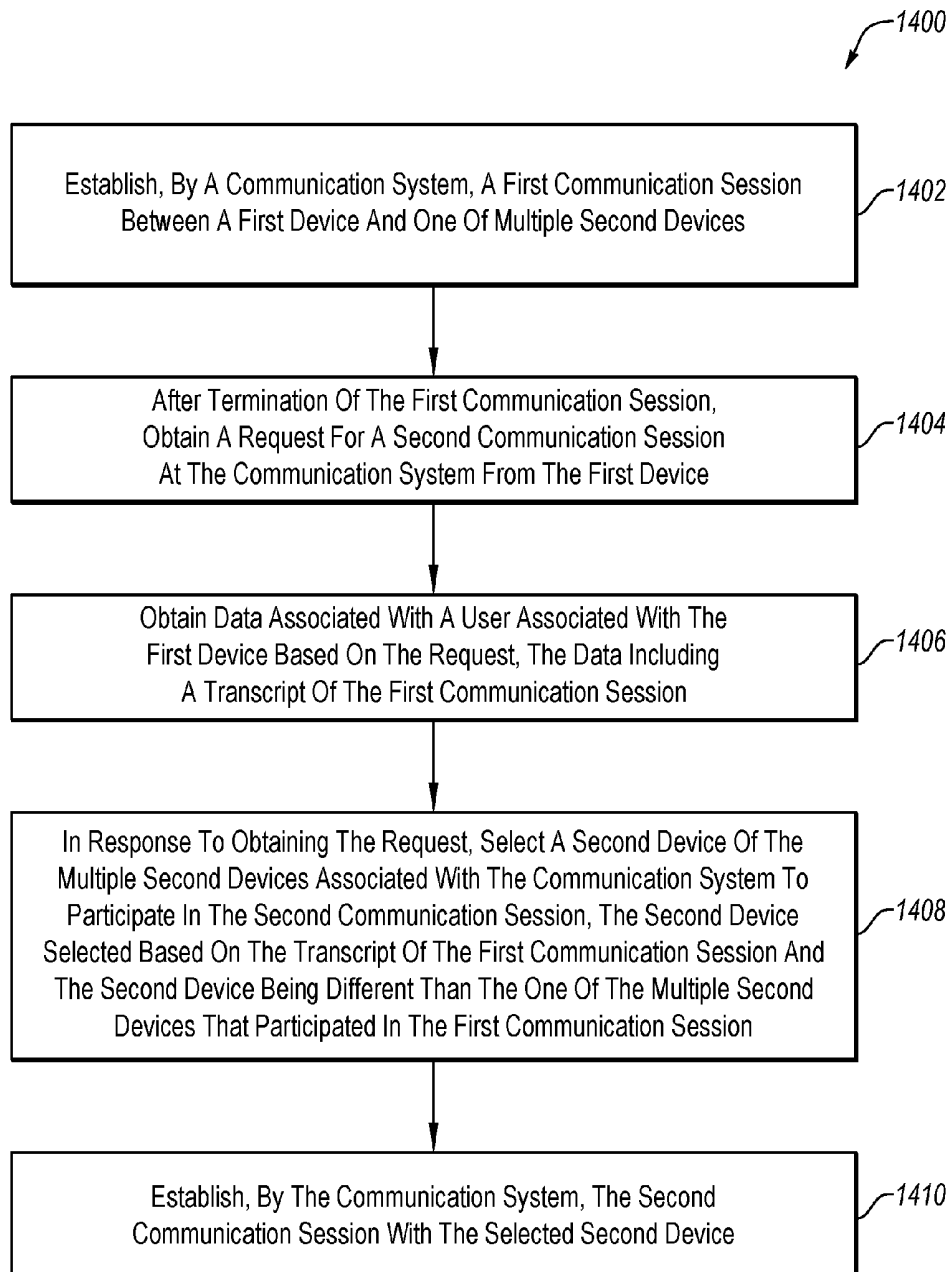 1400
Establish, By A Communication System, A First Communication Session
Between A First Device And One Of Multiple Second Devices
1402
After Termination Of The First Communication Session,
Obtain A Request For A Second Communication Session
At The Communication System From The First Device
1404
Obtain Data Associated With A User Associated With The
First Device Based On The Request, The Data Including
A Transcript Of The First Communication Session
1406
In Response To Obtaining The Request, Select A Second Device Of The
Multiple Second Devices Associated With The Communication System To
Participate In The Second Communication Session, The Second Device
Selected Based On The Transcript Of The First Communication Session And
The Second Device Being Different Than The One Of The Multiple Second
Devices That Participated In The First Communication Session
1408
Establish, By The Communication System, The Second
Communication Session With The Selected Second Device
1410